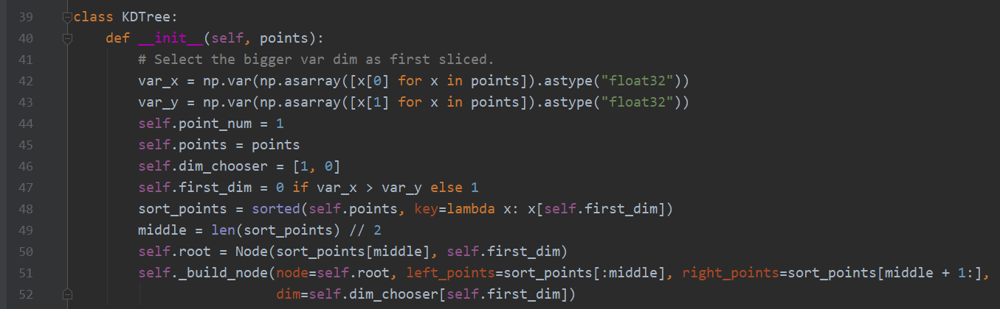 39 class KDTree:
40     def __init__(self, points):
41         # Select the bigger var dim as first sliced.
42         var_x = np.var(np.asarray([x[0] for x in points]).astype("float32"))
43         var_y = np.var(np.asarray([x[1] for x in points]).astype("float32"))
44         self.point_num = 1
45         self.points = points
46         self.dim_chooser = [1, 0]
47         self.first_dim = 0 if var_x > var_y else 1
48         sort_points = sorted(self.points, key=lambda x: x[self.first_dim])
49         middle = len(sort_points) // 2
50         self.root = Node(sort_points[middle], self.first_dim)
51         self._build_node(node=self.root, left_points=sort_points[:middle], right_points=sort_points[middle + 1:],
52                          dim=self.dim_chooser[self.first_dim])